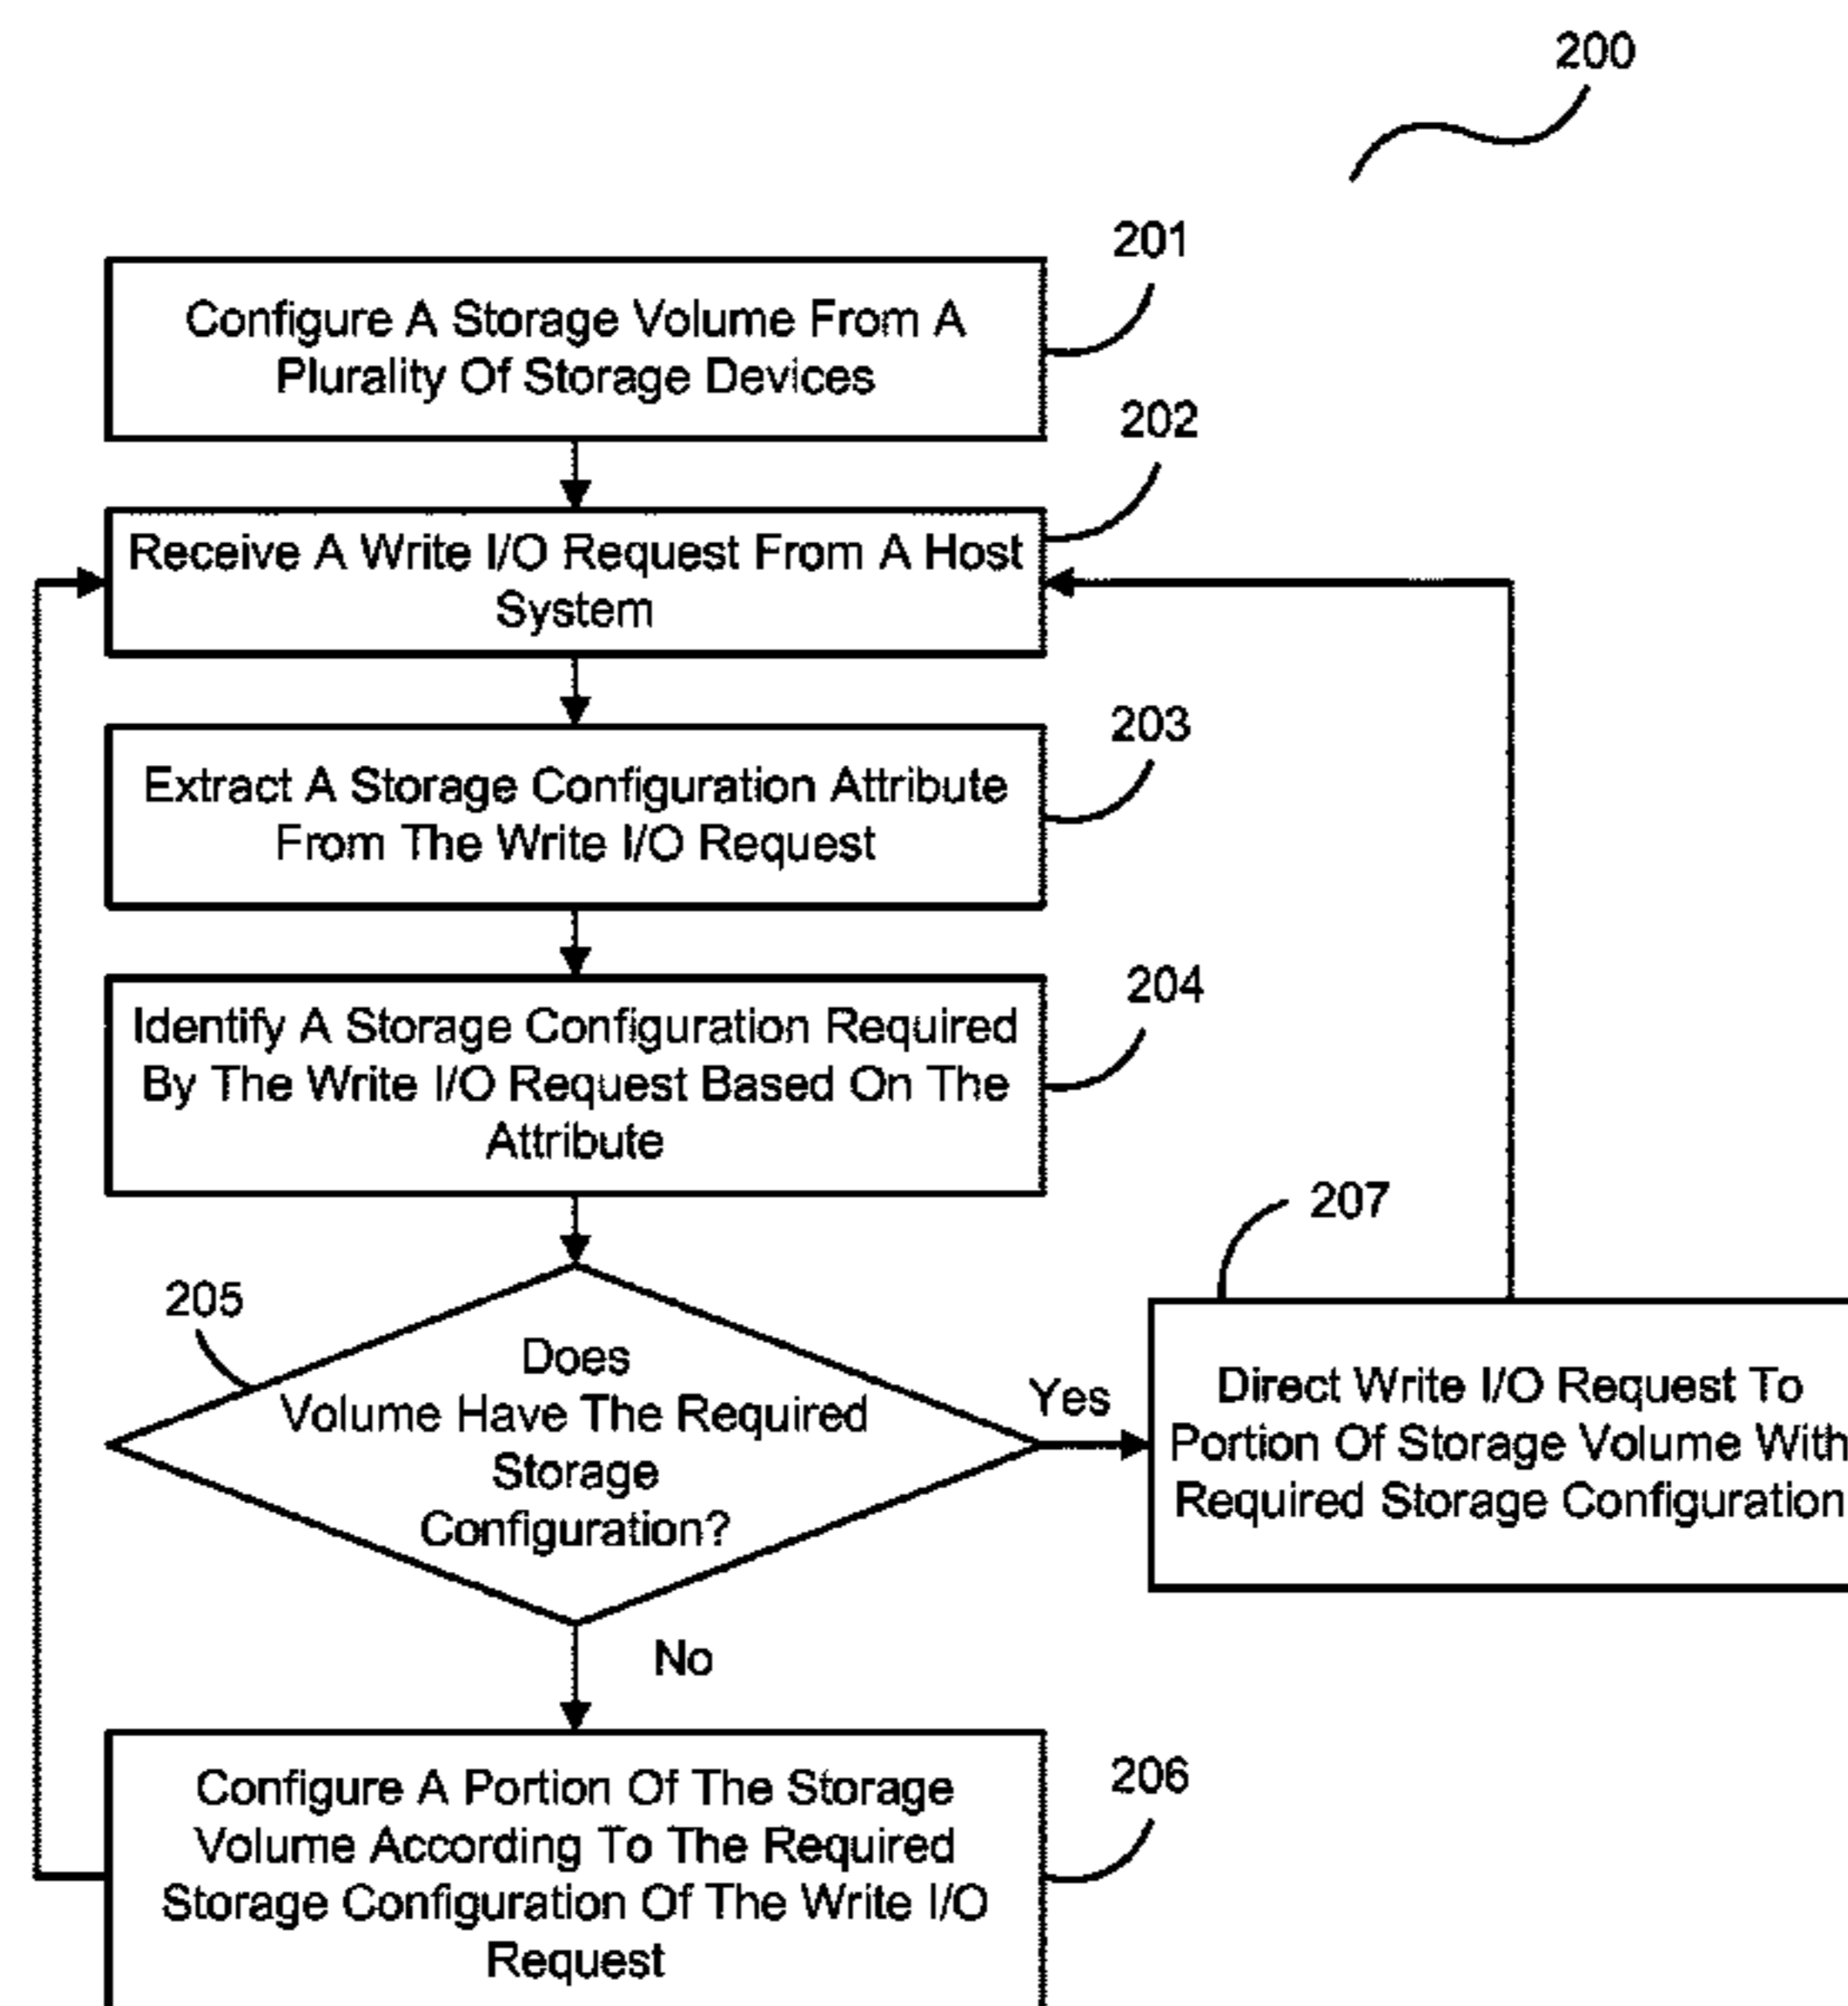 200
201
Configure A Storage Volume From A
Plurality Of Storage Devices
202
Receive A Write I/O Request From A Host
System
203
Extract A Storage Configuration Attribute
From The Write I/O Request
204
Identify A Storage Configuration Required
By The Write I/O Request Based On The
Attribute
205
Does
Volume Have The Required
Storage
Configuration?
Yes
207
Direct Write I/O Request To
Portion Of Storage Volume With
Required Storage Configuration
No
206
Configure A Portion Of The Storage
Volume According To The Required
Storage Configuration Of The Write I/O
Request